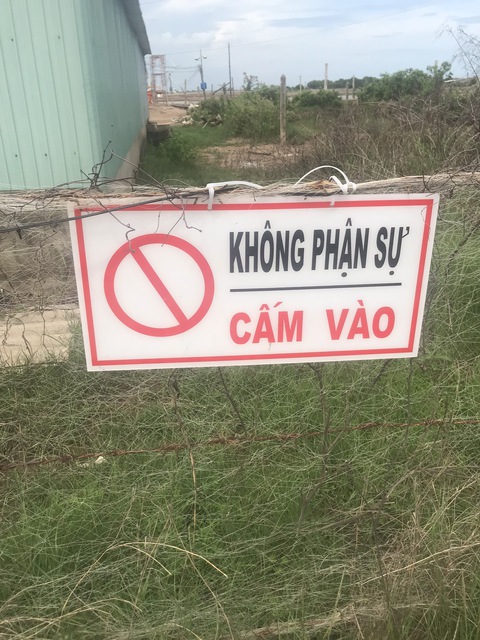 KHÔNG PHẬN SỰ
CẤM VÀO